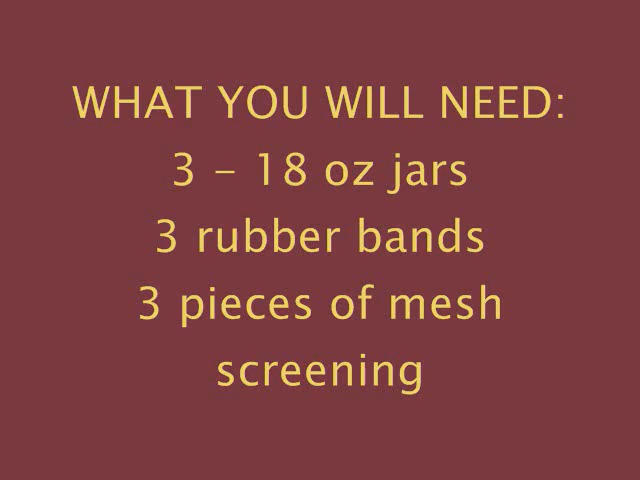 WHAT YOU WILL NEED:
3 – 18 oz jars
3 rubber bands
3 pieces of mesh
screening